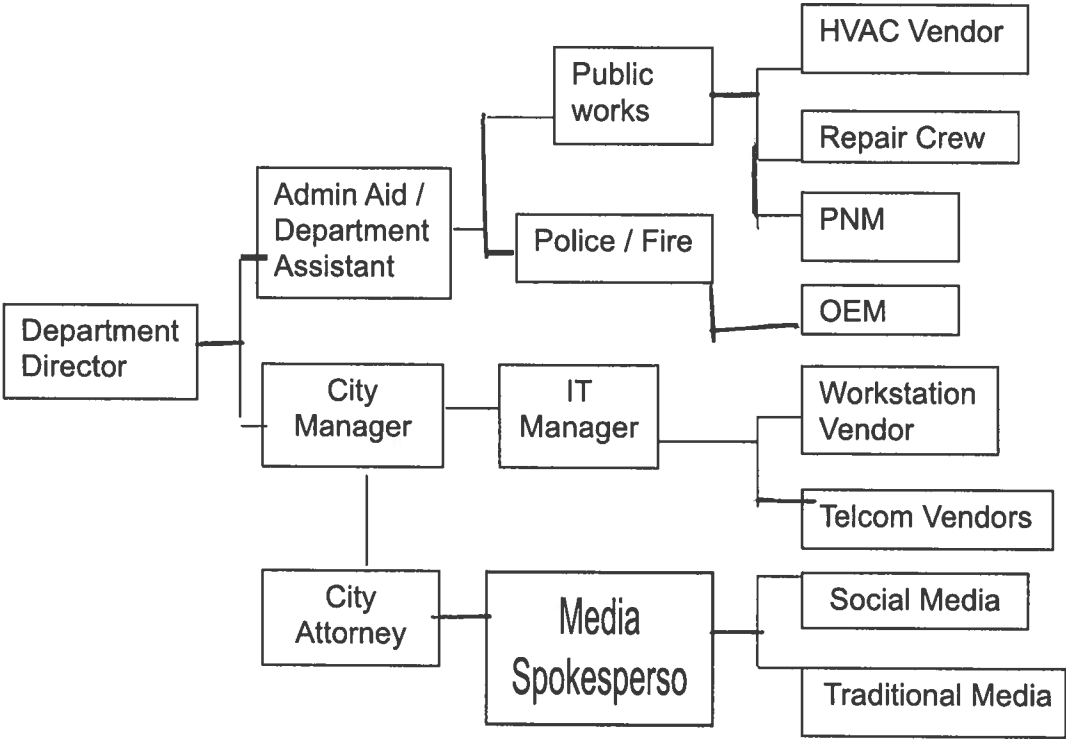 HVAC Vendor
Public
works
Repair Crew
Admin Aid /
Department
Assistant
PNM
Police / Fire
OEM
Department
Director
City
Manager
IT
Manager
Workstation
Vendor
Telcom Vendors
City
Attorney
Media
Spokesperso
Social Media
Traditional Media